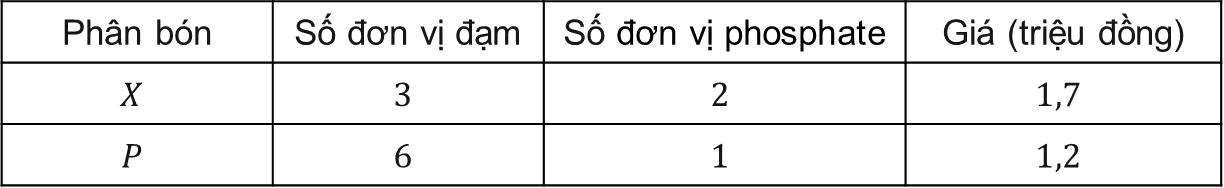 Phân bón Số đơn vị đạm Số đơn vị phosphate Giá (triệu đồng)
X 3 2 1,7
P 6 1 1,2